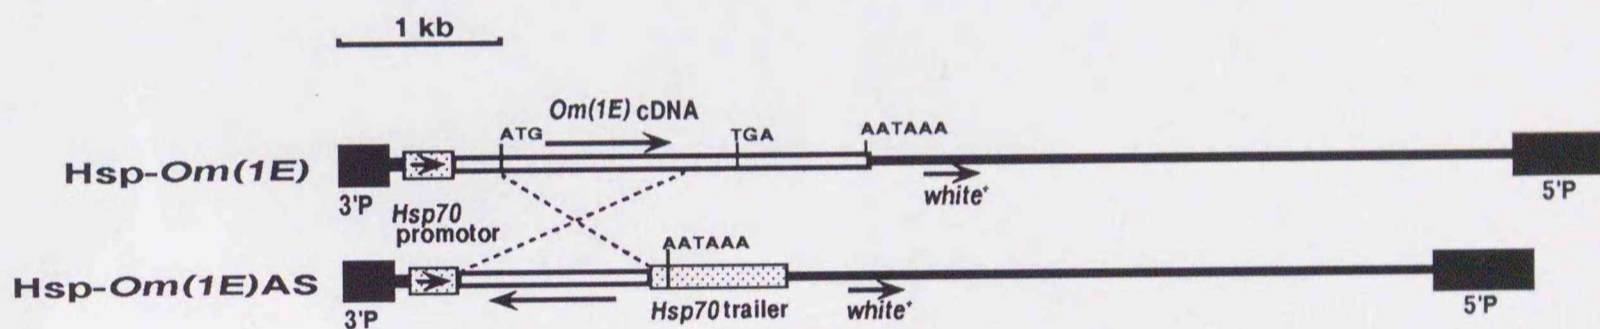 1 kb
Om(1E) cDNA
ATG
TGA
AATAAA
Hsp-Om(1E)
3'P
Hsp70
promotor
white⁺
5'P
AATAAA
Hsp-Om(1E)AS
3'P
Hsp70 trailer
white⁺
5'P